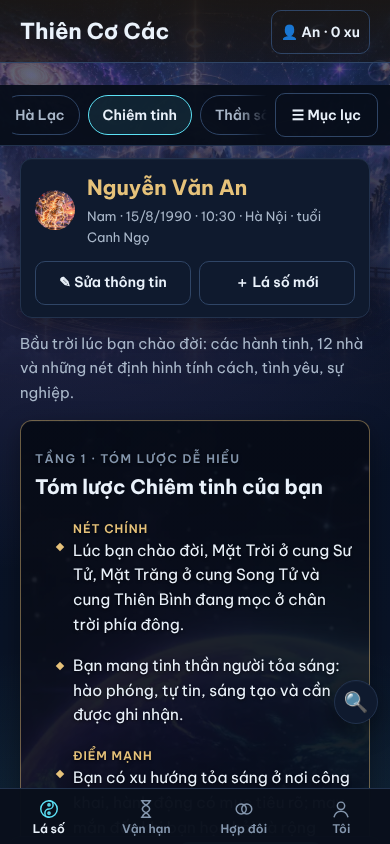 Thiên Cơ Các
An · 0 xu
Hà Lạc
Chiêm tinh
Thần số
☰ Mục lục
Nguyễn Văn An
Nam · 15/8/1990 · 10:30 · Hà Nội · tuổi
Canh Ngọ
✎ Sửa thông tin
+ Lá số mới
Bầu trời lúc bạn chào đời: các hành tinh, 12 nhà
và những nét định hình tính cách, tình yêu, sự
nghiệp.
TẦNG 1 · TÓM LƯỢC DỄ HIỂU
Tóm lược Chiêm tinh của bạn
NÉT CHÍNH
Lúc bạn chào đời, Mặt Trời ở cung Sư
Tử, Mặt Trăng ở cung Song Tử và
cung Thiên Bình đang mọc ở chân
trời phía đông.
Bạn mang tinh thần người tỏa sáng:
hào phóng, tự tin, sáng tạo và cần
được ghi nhận.
ĐIỂM MẠNH
Bạn có xu hướng tỏa sáng ở nơi công
Lá số
Vận hạn
Hợp đôi
Tôi